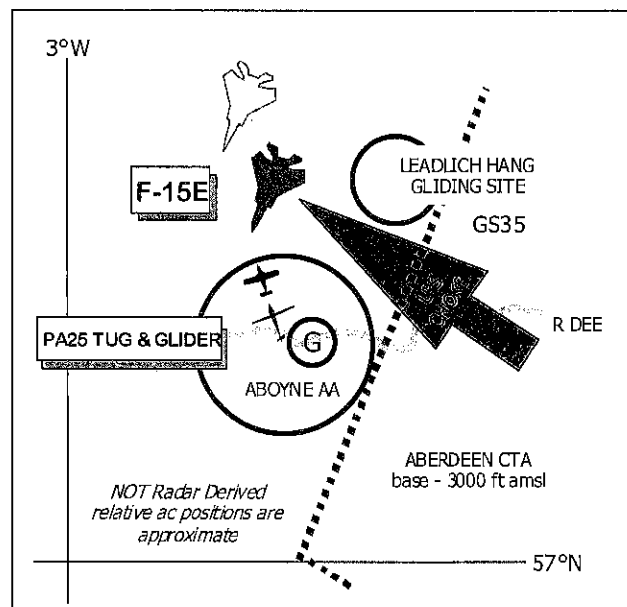 3°W
LEADLICH HANG
GLIDING SITE
F-15E
GS35
R DEE
PA25 TUG & GLIDER
G
ABOYNE AA
ABERDEEN CTA
base - 3000 ft amsl
NOT Radar Derived
relative ac positions are
approximate
57°N